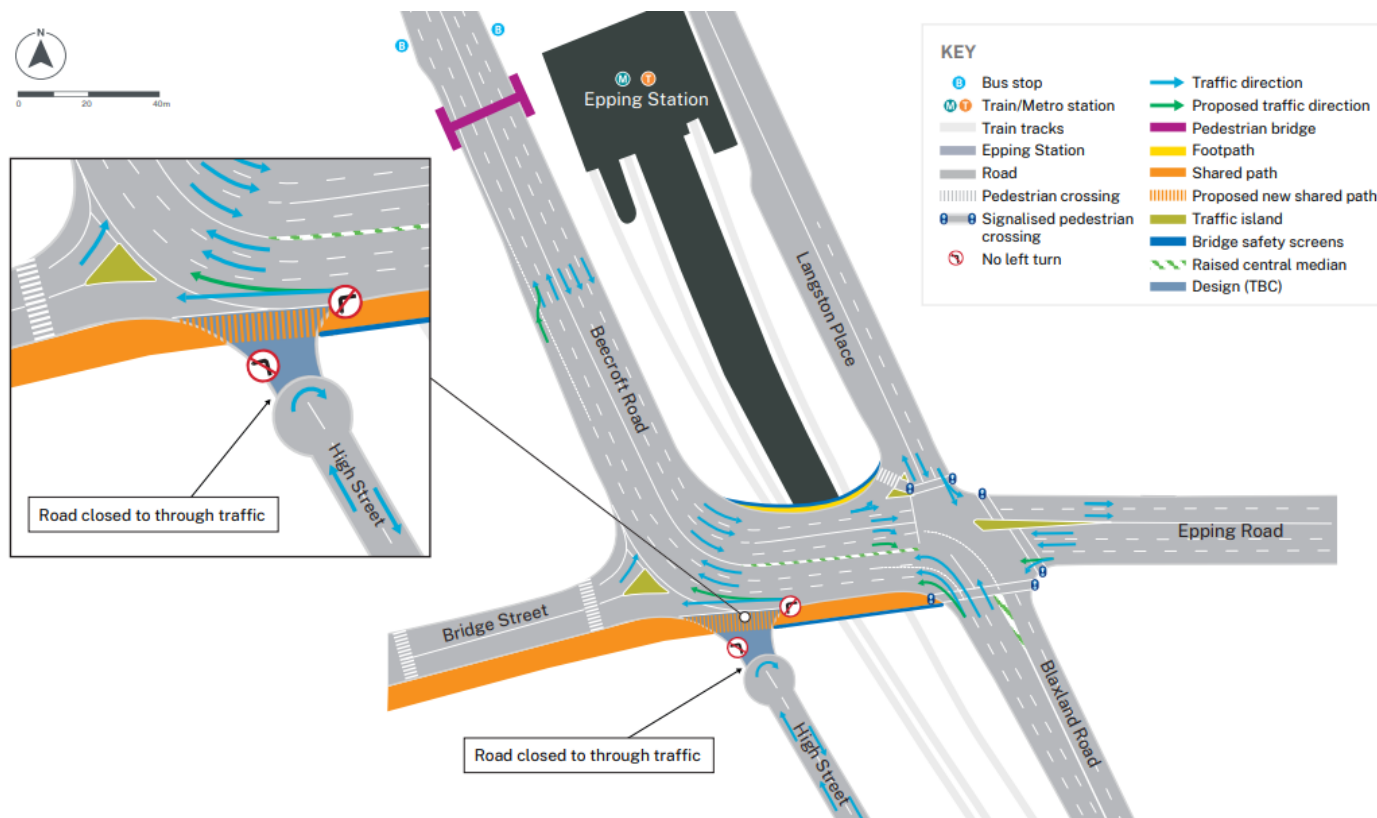 N
0 20 40m
B
B
M T
Epping Station
KEY
B Bus stop
M T Train/Metro station
Train tracks
Epping Station
Road
Pedestrian crossing
Signalised pedestrian
crossing
No left turn
Traffic direction
Proposed traffic direction
Pedestrian bridge
Footpath
Shared path
Proposed new shared path
Traffic island
Bridge safety screens
Raised central median
Design (TBC)
High Street
Road closed to through traffic
Beecroft Road
Langston Place
Epping Road
Bridge Street
Blaxland Road
High Street
Road closed to through traffic